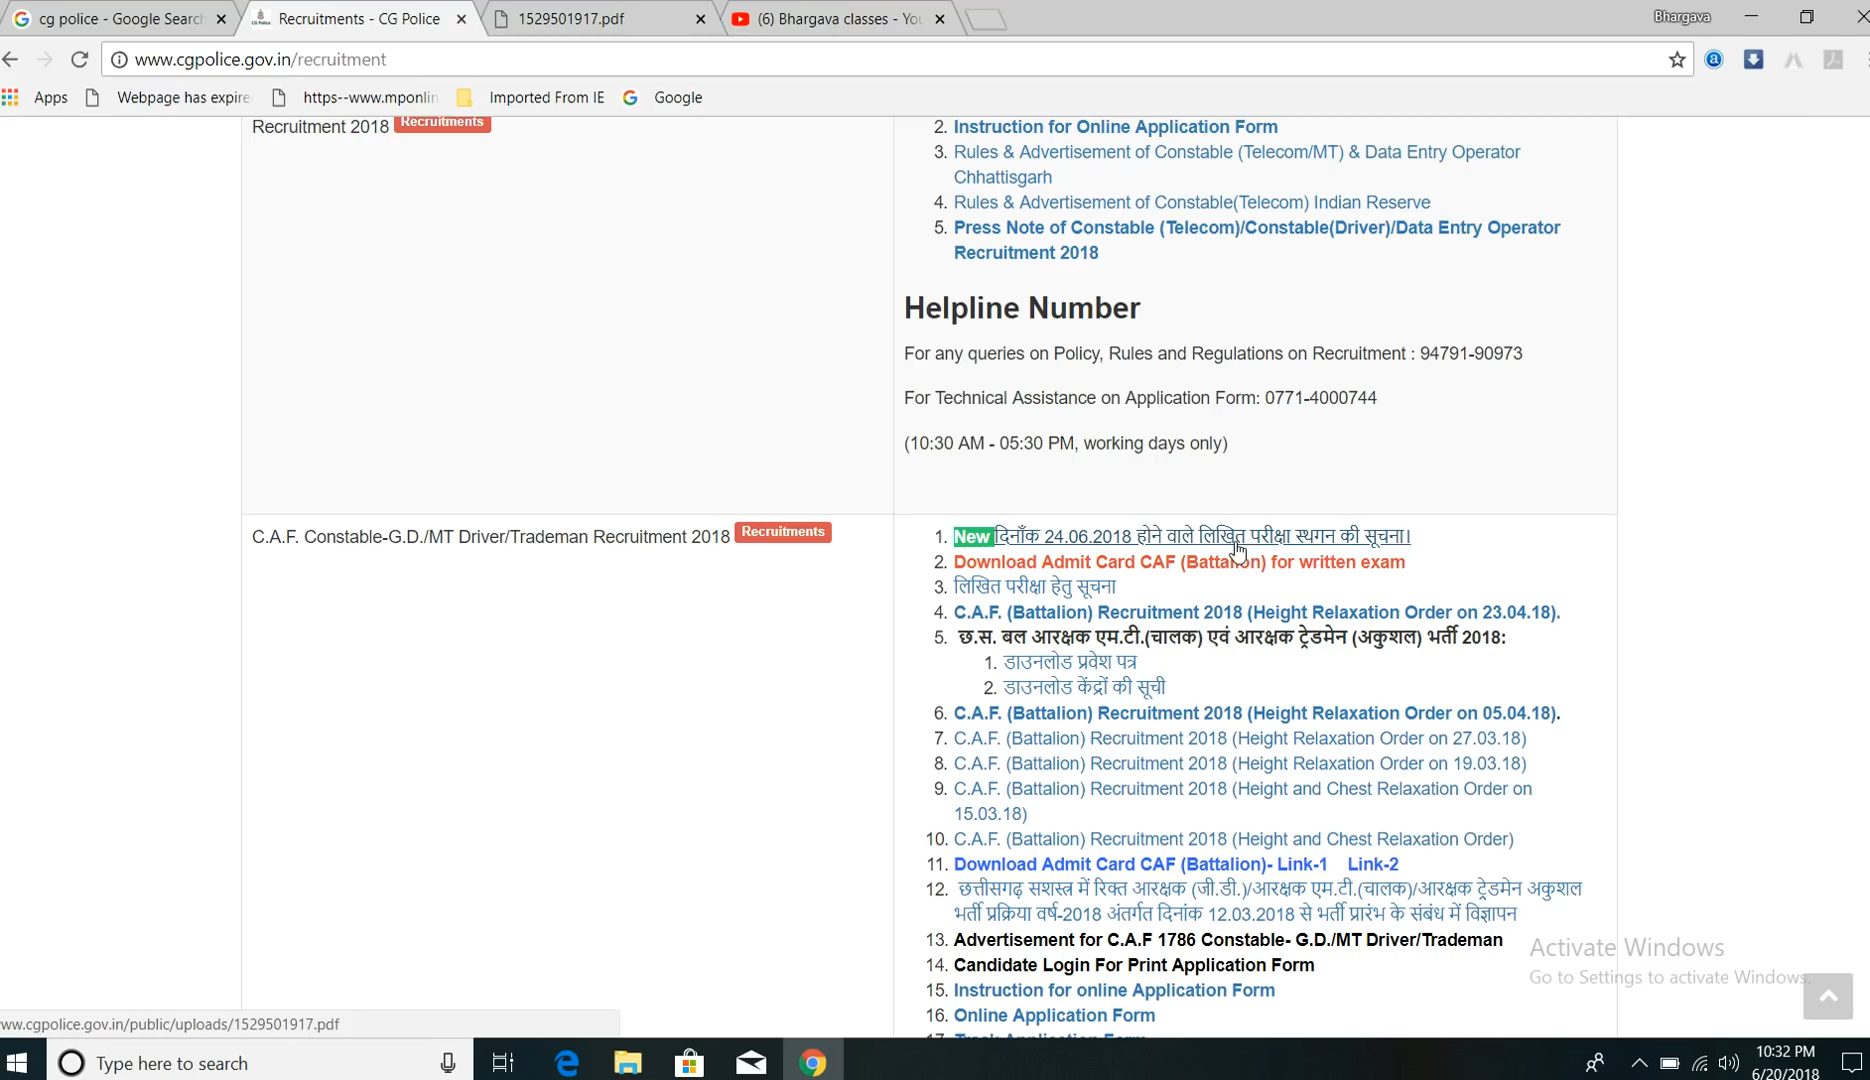 cg police - Google Search
Recruitments - CG Police
1529501917.pdf
(6) Bhargava classes - You
Bhargava
www.cgpolice.gov.in/recruitment
Apps
Webpage has expire
https--www.mponlin
Imported From IE
Google
Recruitment 2018 Recruitments
2. Instruction for Online Application Form
3. Rules & Advertisement of Constable (Telecom/MT) & Data Entry Operator
Chhattisgarh
4. Rules & Advertisement of Constable(Telecom) Indian Reserve
5. Press Note of Constable (Telecom)/Constable(Driver)/Data Entry Operator
Recruitment 2018
Helpline Number
For any queries on Policy, Rules and Regulations on Recruitment : 94791-90973
For Technical Assistance on Application Form: 0771-4000744
(10:30 AM - 05:30 PM, working days only)
C.A.F. Constable-G.D./MT Driver/Trademan Recruitment 2018 Recruitments
1. New दिनाँक 24.06.2018 होने वाले लिखित परीक्षा स्थगन की सूचना।
2. Download Admit Card CAF (Battalion) for written exam
3. लिखित परीक्षा हेतु सूचना
4. C.A.F. (Battalion) Recruitment 2018 (Height Relaxation Order on 23.04.18).
5. छ.स. बल आरक्षक एम.टी.(चालक) एवं आरक्षक ट्रेडमेन (अकुशल) भर्ती 2018:
1. डाउनलोड प्रवेश पत्र
2. डाउनलोड केंद्रों की सूची
6. C.A.F. (Battalion) Recruitment 2018 (Height Relaxation Order on 05.04.18).
7. C.A.F. (Battalion) Recruitment 2018 (Height Relaxation Order on 27.03.18)
8. C.A.F. (Battalion) Recruitment 2018 (Height Relaxation Order on 19.03.18)
9. C.A.F. (Battalion) Recruitment 2018 (Height and Chest Relaxation Order on
15.03.18)
10. C.A.F. (Battalion) Recruitment 2018 (Height and Chest Relaxation Order)
11. Download Admit Card CAF (Battalion)- Link-1 Link-2
12. छत्तीसगढ़ सशस्त्र में रिक्त आरक्षक (जी.डी.)/आरक्षक एम.टी.(चालक)/आरक्षक ट्रेडमेन अकुशल
भर्ती प्रक्रिया वर्ष-2018 अंतर्गत दिनांक 12.03.2018 से भर्ती प्रारंभ के संबंध में विज्ञापन
13. Advertisement for C.A.F 1786 Constable- G.D./MT Driver/Trademan
14. Candidate Login For Print Application Form
15. Instruction for online Application Form
16. Online Application Form
Activate Windows
Go to Settings to activate Windows.
ww.cgpolice.gov.in/public/uploads/1529501917.pdf
Type here to search
10:32 PM
6/20/2018